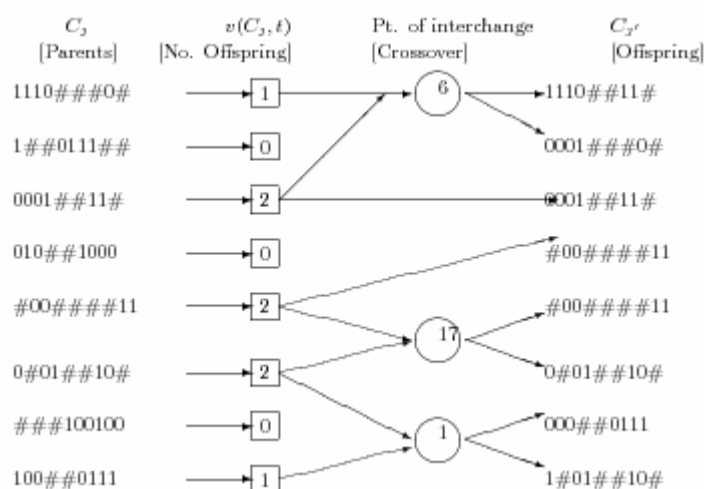 C_j v(C_j, t) Pt. of interchange C_j'
[Parents] [No. Offspring] [Crossover] [Offspring]
1110###0# 1 6 1110##11#
1##0111## 0 0001###0#
0001##11# 2 0001##11#
010##1000 0 #00####11
#00####11 2 17 #00####11
0#01##10# 2 0#01##10#
###100100 0 1 000##0111
100##0111 1 1#01##10#